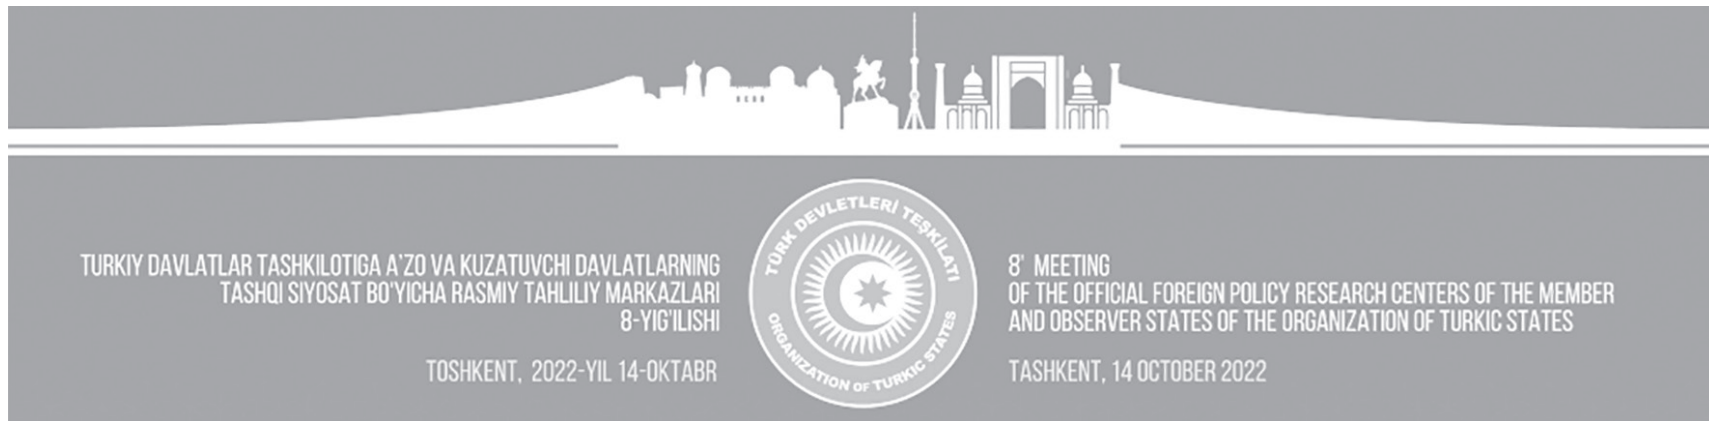 TURKIY DAVLATLAR TASHKILOTIGA A'ZO VA KUZATUVCHI DAVLATLARNING
TASHQI SIYOSAT BO'YICHA RASMIY TAHLILIY MARKAZLARI
8-YIG'ILISHI
TOSHKENT, 2022-YIL 14-OKTABR
TÜRK DEVLETLERİ TEŞKİLATI
ORGANIZATION OF TURKIC STATES
8' MEETING
OF THE OFFICIAL FOREIGN POLICY RESEARCH CENTERS OF THE MEMBER
AND OBSERVER STATES OF THE ORGANIZATION OF TURKIC STATES
TASHKENT, 14 OCTOBER 2022